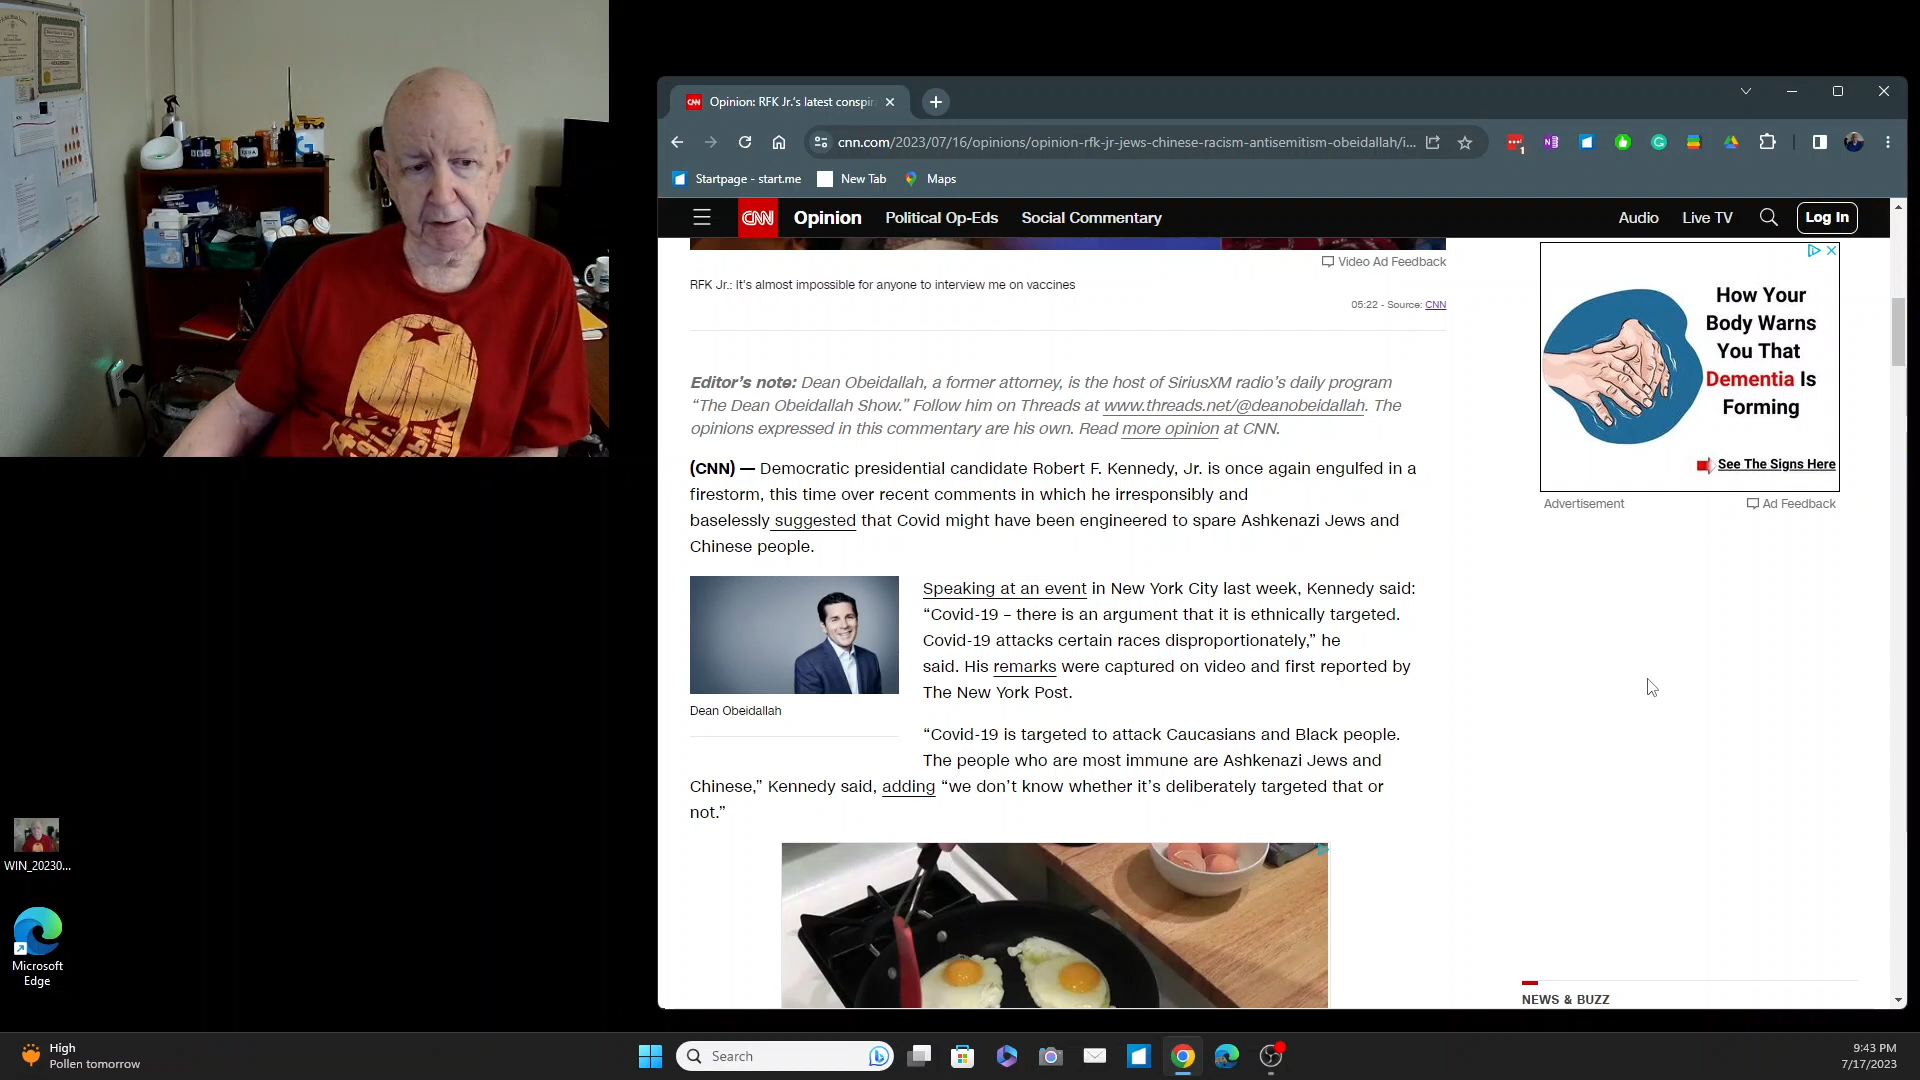 Opinion: RFK Jr.'s latest conspir
cnn.com/2023/07/16/opinions/opinion-rfk-jr-jews-chinese-racism-antisemitism-obeidallah/i...
Startpage - start.me
New Tab
Maps
CNN
Opinion
Political Op-Eds
Social Commentary
Audio
Live TV
Log In
Video Ad Feedback
RFK Jr.: It's almost impossible for anyone to interview me on vaccines
05:22 - Source: CNN
Editor's note: Dean Obeidallah, a former attorney, is the host of SiriusXM radio's daily program
“The Dean Obeidallah Show.” Follow him on Threads at www.threads.net/@deanobeidallah. The
opinions expressed in this commentary are his own. Read more opinion at CNN.
(CNN) — Democratic presidential candidate Robert F. Kennedy, Jr. is once again engulfed in a
firestorm, this time over recent comments in which he irresponsibly and
baselessly suggested that Covid might have been engineered to spare Ashkenazi Jews and
Chinese people.
Dean Obeidallah
Speaking at an event in New York City last week, Kennedy said:
“Covid-19 – there is an argument that it is ethnically targeted.
Covid-19 attacks certain races disproportionately,” he
said. His remarks were captured on video and first reported by
The New York Post.
“Covid-19 is targeted to attack Caucasians and Black people.
The people who are most immune are Ashkenazi Jews and
Chinese,” Kennedy said, adding “we don't know whether it's deliberately targeted that or
not.”
How Your
Body Warns
You That
Dementia Is
Forming
See The Signs Here
Advertisement
Ad Feedback
NEWS & BUZZ
WIN_20230...
Microsoft
Edge
High
Pollen tomorrow
Search
9:43 PM
7/17/2023